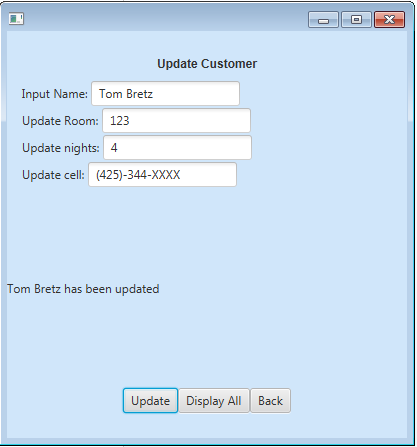 Update Customer
Input Name: Tom Bretz
Update Room: 123
Update nights: 4
Update cell: (425)-344-XXXX
Tom Bretz has been updated
Update Display All Back